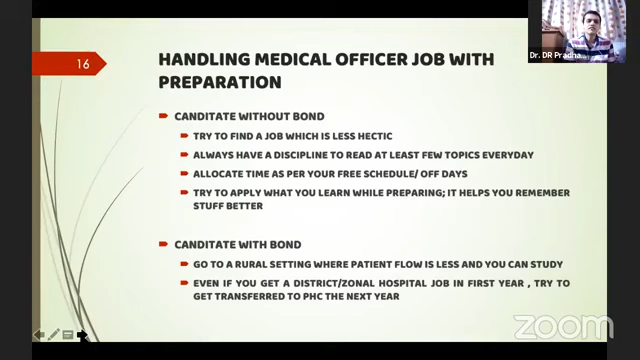 16
HANDLING MEDICAL OFFICER JOB WITH
PREPARATION
CANDITATE WITHOUT BOND
TRY TO FIND A JOB WHICH IS LESS HECTIC
ALWAYS HAVE A DISCIPLINE TO READ AT LEAST FEW TOPICS EVERYDAY
ALLOCATE TIME AS PER YOUR FREE SCHEDULE/ OFF DAYS
TRY TO APPLY WHAT YOU LEARN WHILE PREPARING; IT HELPS YOU REMEMBER
STUFF BETTER
CANDITATE WITH BOND
GO TO A RURAL SETTING WHERE PATIENT FLOW IS LESS AND YOU CAN STUDY
EVEN IF YOU GET A DISTRICT/ZONAL HOSPITAL JOB IN FIRST YEAR , TRY TO
GET TRANSFERRED TO PHC THE NEXT YEAR
Dr. DR Pradha...
zoom